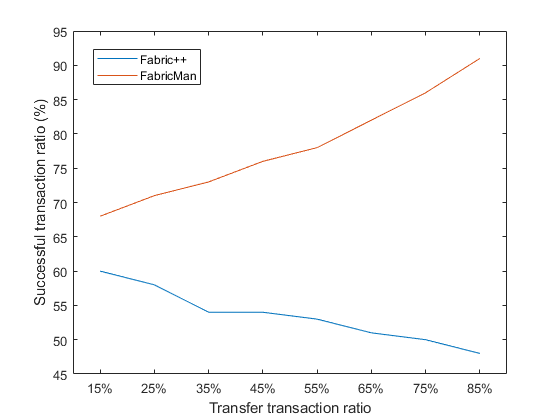 95
90
85
80
75
70
65
60
55
50
45
Successful transaction ratio (%)
Fabric++
FabricMan
15% 25% 35% 45% 55% 65% 75% 85%
Transfer transaction ratio